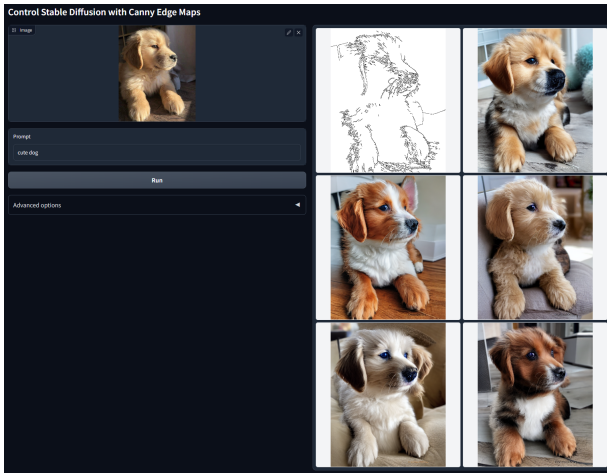 Control Stable Diffusion with Canny Edge Maps
Image
Prompt
cute dog
Run
Advanced options